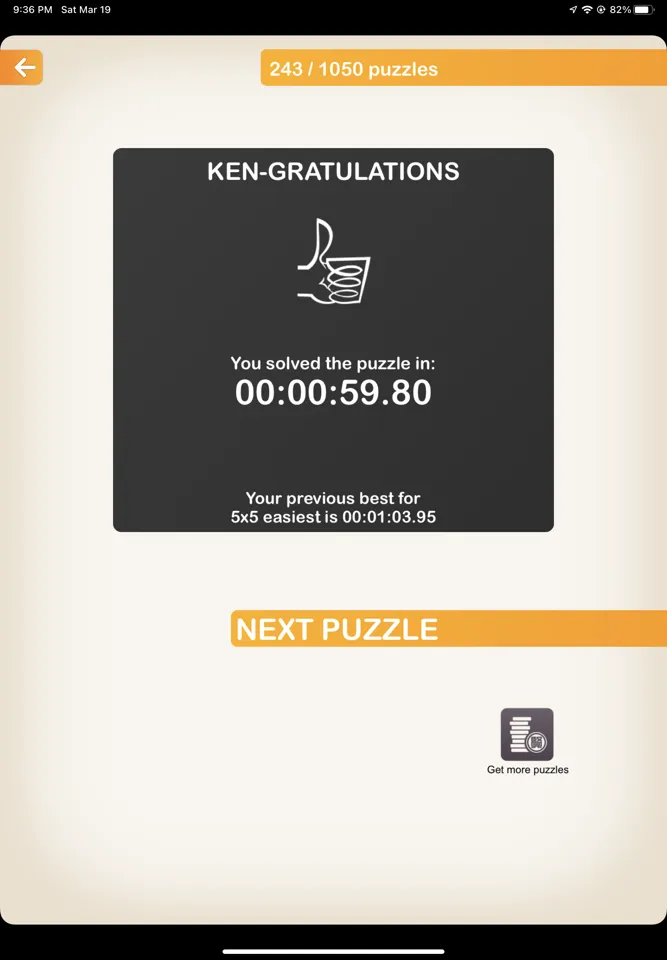 9:36 PM Sat Mar 19 82%
243 / 1050 puzzles
KEN-GRATULATIONS
You solved the puzzle in:
00:00:59.80
Your previous best for
5x5 easiest is 00:01:03.95
NEXT PUZZLE
Get more puzzles